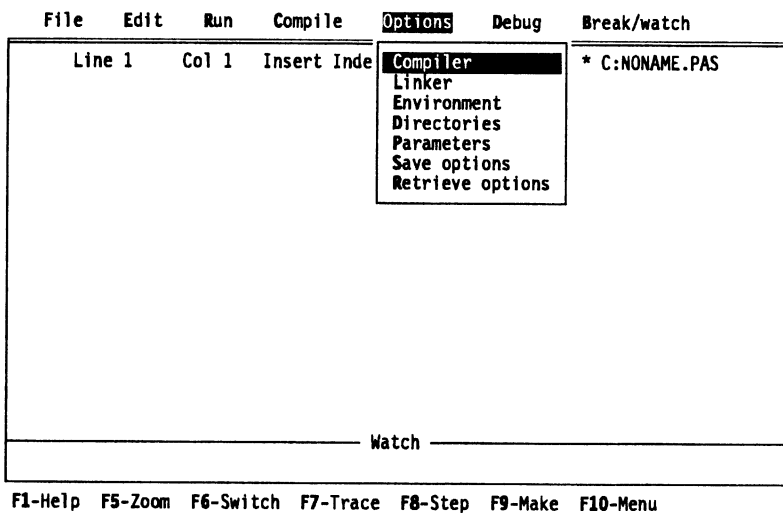 File Edit Run Compile Options Debug Break/watch
Line 1 Col 1 Insert Inde * C:NONAME.PAS
Compiler
Linker
Environment
Directories
Parameters
Save options
Retrieve options
Watch
F1-Help F5-Zoom F6-Switch F7-Trace F8-Step F9-Make F10-Menu